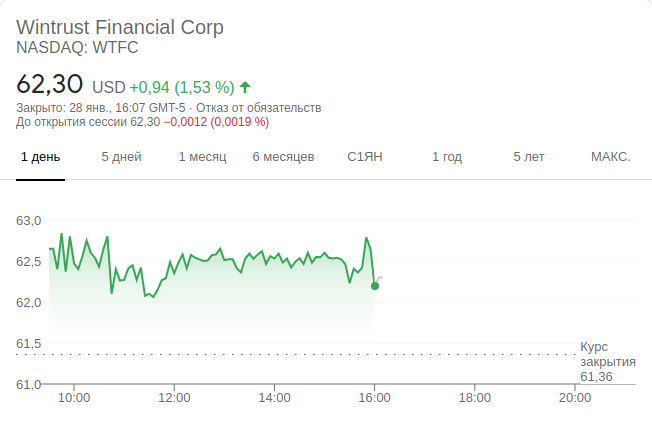 Wintrust Financial Corp
NASDAQ: WTFC
62,30 USD +0,94 (1,53 %)
Закрыто: 28 янв., 16:07 GMT-5 · Отказ от обязательств
До открытия сессии 62,30 −0,0012 (0,0019 %)
1 день 5 дней 1 месяц 6 месяцев С1ЯН 1 год 5 лет МАКС.
63,0
62,5
62,0
61,5
61,0
Курс
закрытия
61,36
10:00 12:00 14:00 16:00 18:00 20:00